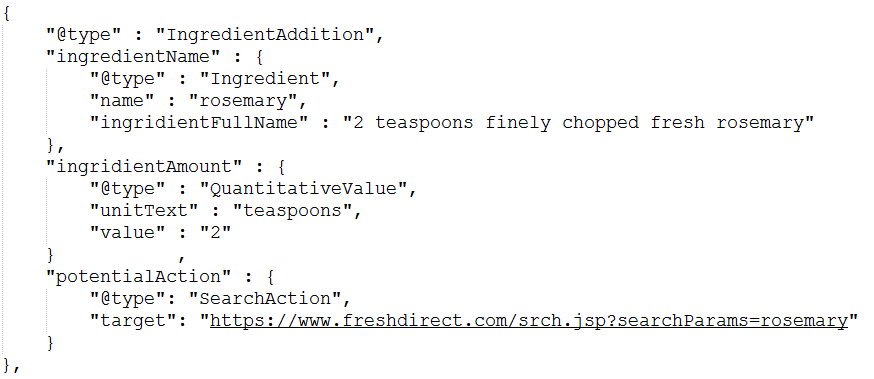 {
    "@type" : "IngredientAddition",
    "ingredientName" : {
        "@type" : "Ingredient",
        "name" : "rosemary",
        "ingridientFullName" : "2 teaspoons finely chopped fresh rosemary"
    },
    "ingridientAmount" : {
        "@type" : "QuantitativeValue",
        "unitText" : "teaspoons",
        "value" : "2"
    }           ,
    "potentialAction" : {
        "@type": "SearchAction",
        "target": "https://www.freshdirect.com/srch.jsp?searchParams=rosemary"
    }
},